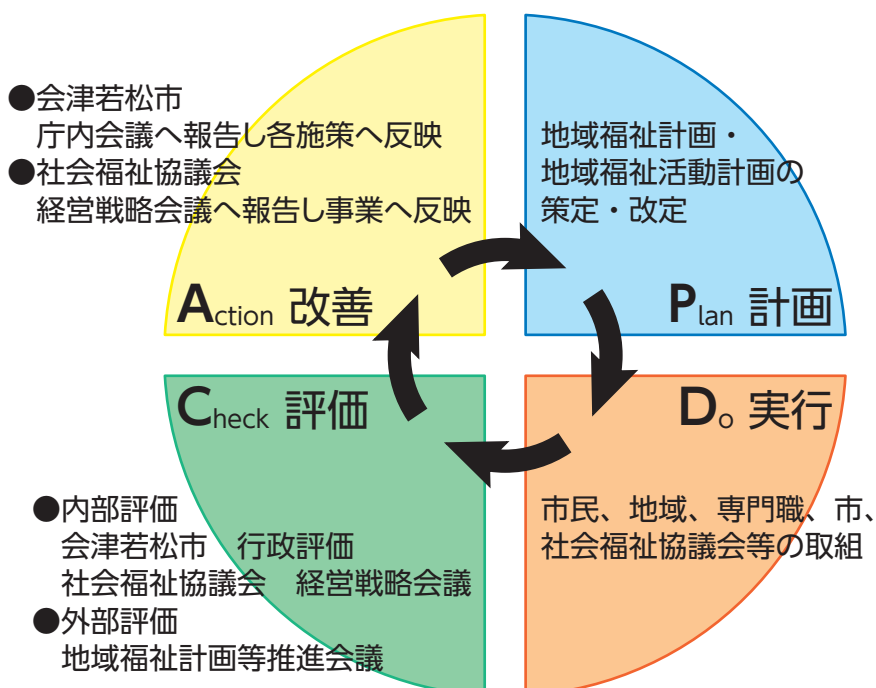 ●会津若松市
庁内会議へ報告し各施策へ反映
●社会福祉協議会
経営戦略会議へ報告し事業へ反映
Action 改善
地域福祉計画・
地域福祉活動計画の
策定・改定
Plan 計画
Check 評価
●内部評価
会津若松市　行政評価
社会福祉協議会　経営戦略会議
●外部評価
地域福祉計画等推進会議
Do 実行
市民、地域、専門職、市、
社会福祉協議会等の取組